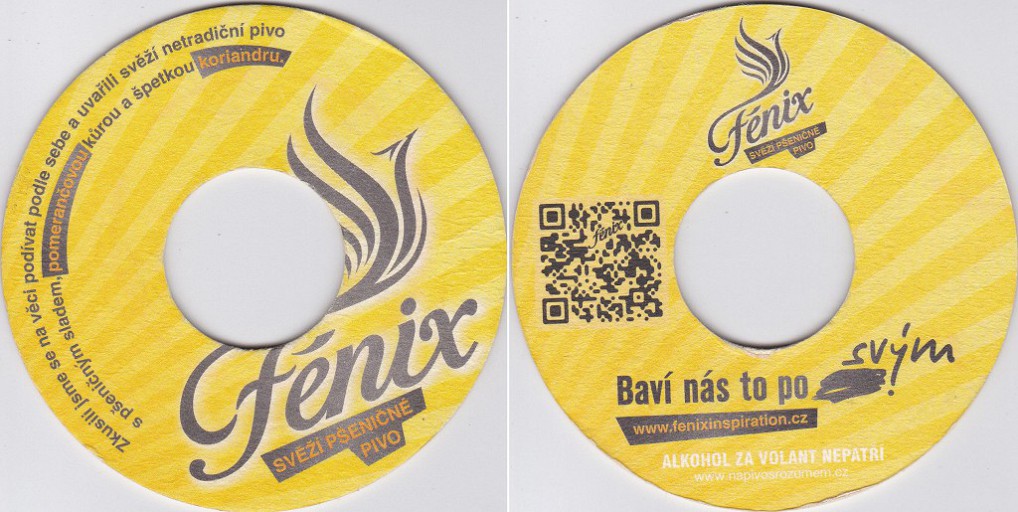 Zkusili jsme se na věci podívat podle sebe a uvařili svěží netradiční pivo
s pšeničným sladem, pomerančovou kůrou a špetkou koriandru.
Fénix
SVĚŽÍ PŠENIČNÉ
PIVO
Fénix
SVĚŽÍ PŠENIČNÉ
PIVO
fénix
svým
Baví nás to po
www.fenixinspiration.cz
ALKOHOL ZA VOLANT NEPATŘÍ
www.napivosrozumem.cz